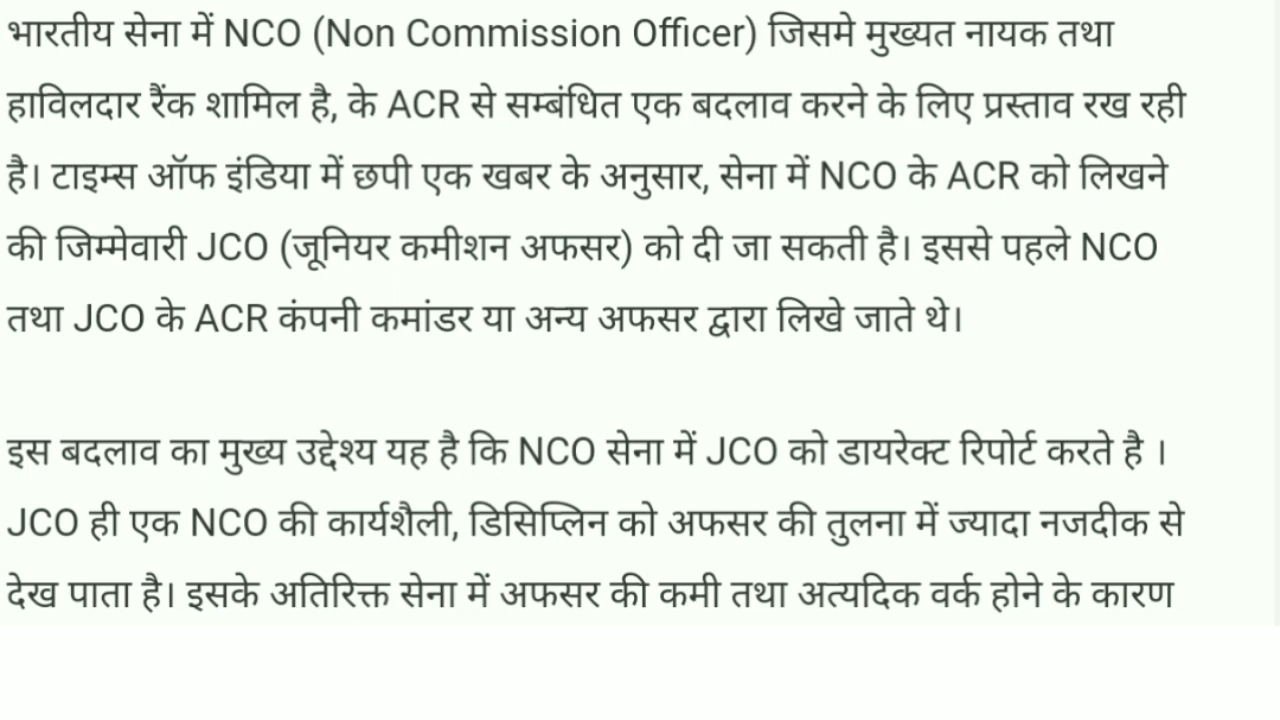 भारतीय सेना में NCO (Non Commission Officer) जिसमे मुख्यत नायक तथा
हाविलदार रैंक शामिल है, के ACR से सम्बंधित एक बदलाव करने के लिए प्रस्ताव रख रही
है। टाइम्स ऑफ इंडिया में छपी एक खबर के अनुसार, सेना में NCO के ACR को लिखने
की जिम्मेवारी JCO (जूनियर कमीशन अफसर) को दी जा सकती है। इससे पहले NCO
तथा JCO के ACR कंपनी कमांडर या अन्य अफसर द्वारा लिखे जाते थे।
इस बदलाव का मुख्य उद्देश्य यह है कि NCO सेना में JCO को डायरेक्ट रिपोर्ट करते है ।
JCO ही एक NCO की कार्यशैली, डिसिप्लिन को अफसर की तुलना में ज्यादा नजदीक से
देख पाता है। इसके अतिरिक्त सेना में अफसर की कमी तथा अत्यदिक वर्क होने के कारण